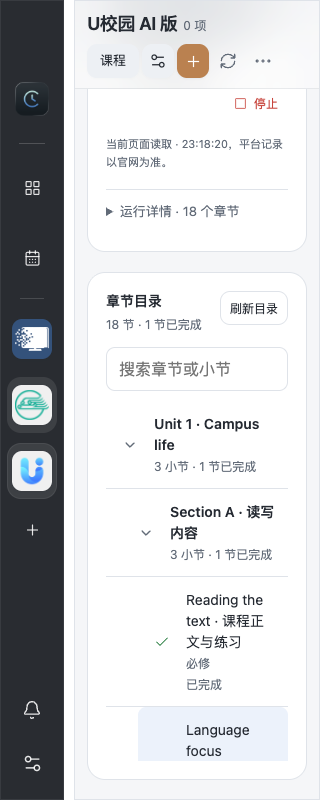 U校园 AI 版 0 项
课程
停止
当前页面读取 · 23:18:20，平台记录
以官网为准。
运行详情 · 18 个章节
章节目录
18 节 · 1 节已完成
刷新目录
搜索章节或小节
Unit 1 · Campus
life
3 小节 · 1 节已完成
Section A · 读写
内容
3 小节 · 1 节已完成
Reading the
text · 课程正
文与练习
必修
已完成
Language
focus